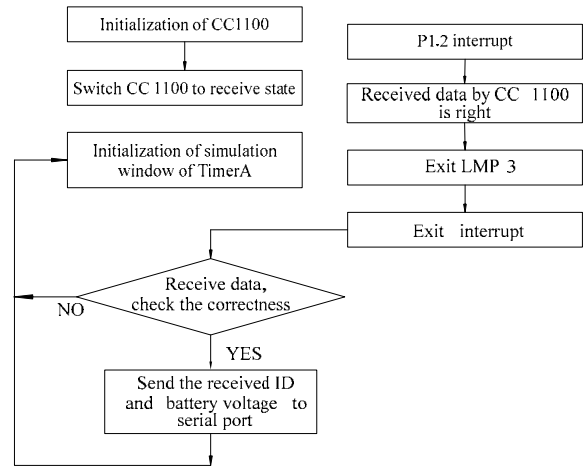 Initialization of CC1100
Switch CC 1100 to receive state
Initialization of simulation
window of TimerA
P1.2 interrupt
Received data by CC 1100
is right
Exit LMP 3
Exit interrupt
Receive data,
check the correctness
NO
YES
Send the received ID
and battery voltage to
serial port